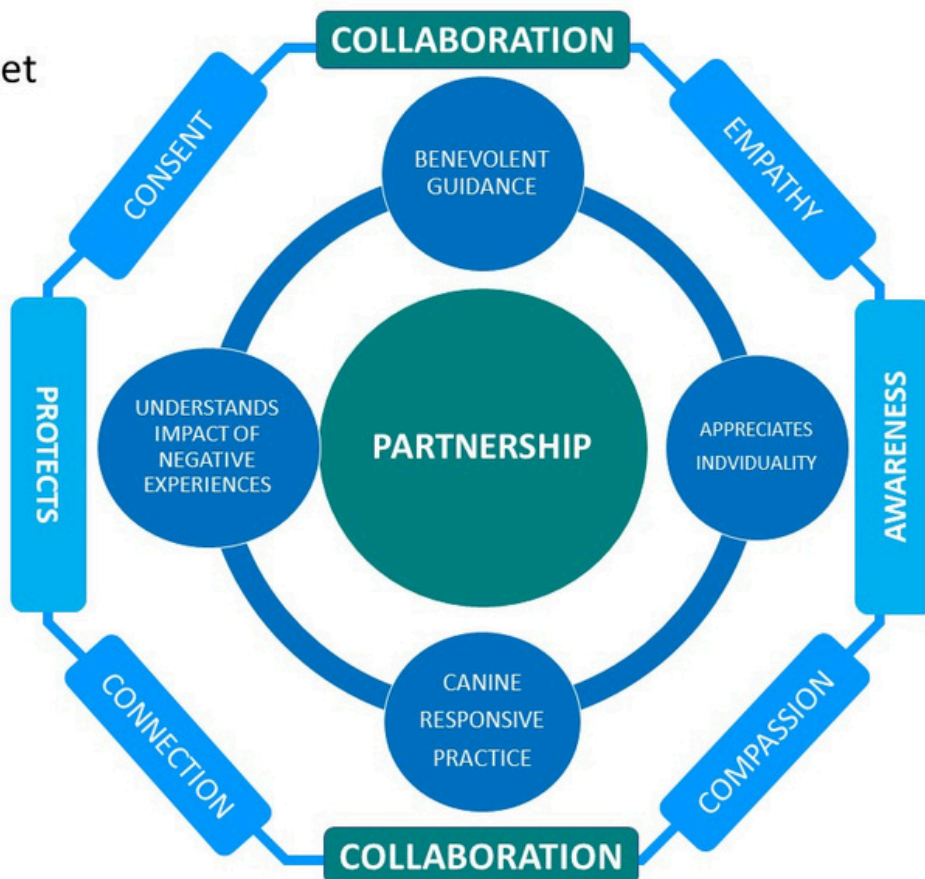 COLLABORATION
et
CONSENT
EMPATHY
BENEVOLENT
GUIDANCE
PROTECTS
UNDERSTANDS
IMPACT OF
NEGATIVE
EXPERIENCES
PARTNERSHIP
APPRECIATES
INDVIDUALITY
AWARENESS
CANINE
RESPONSIVE
PRACTICE
CONNECTION
COMPASSION
COLLABORATION